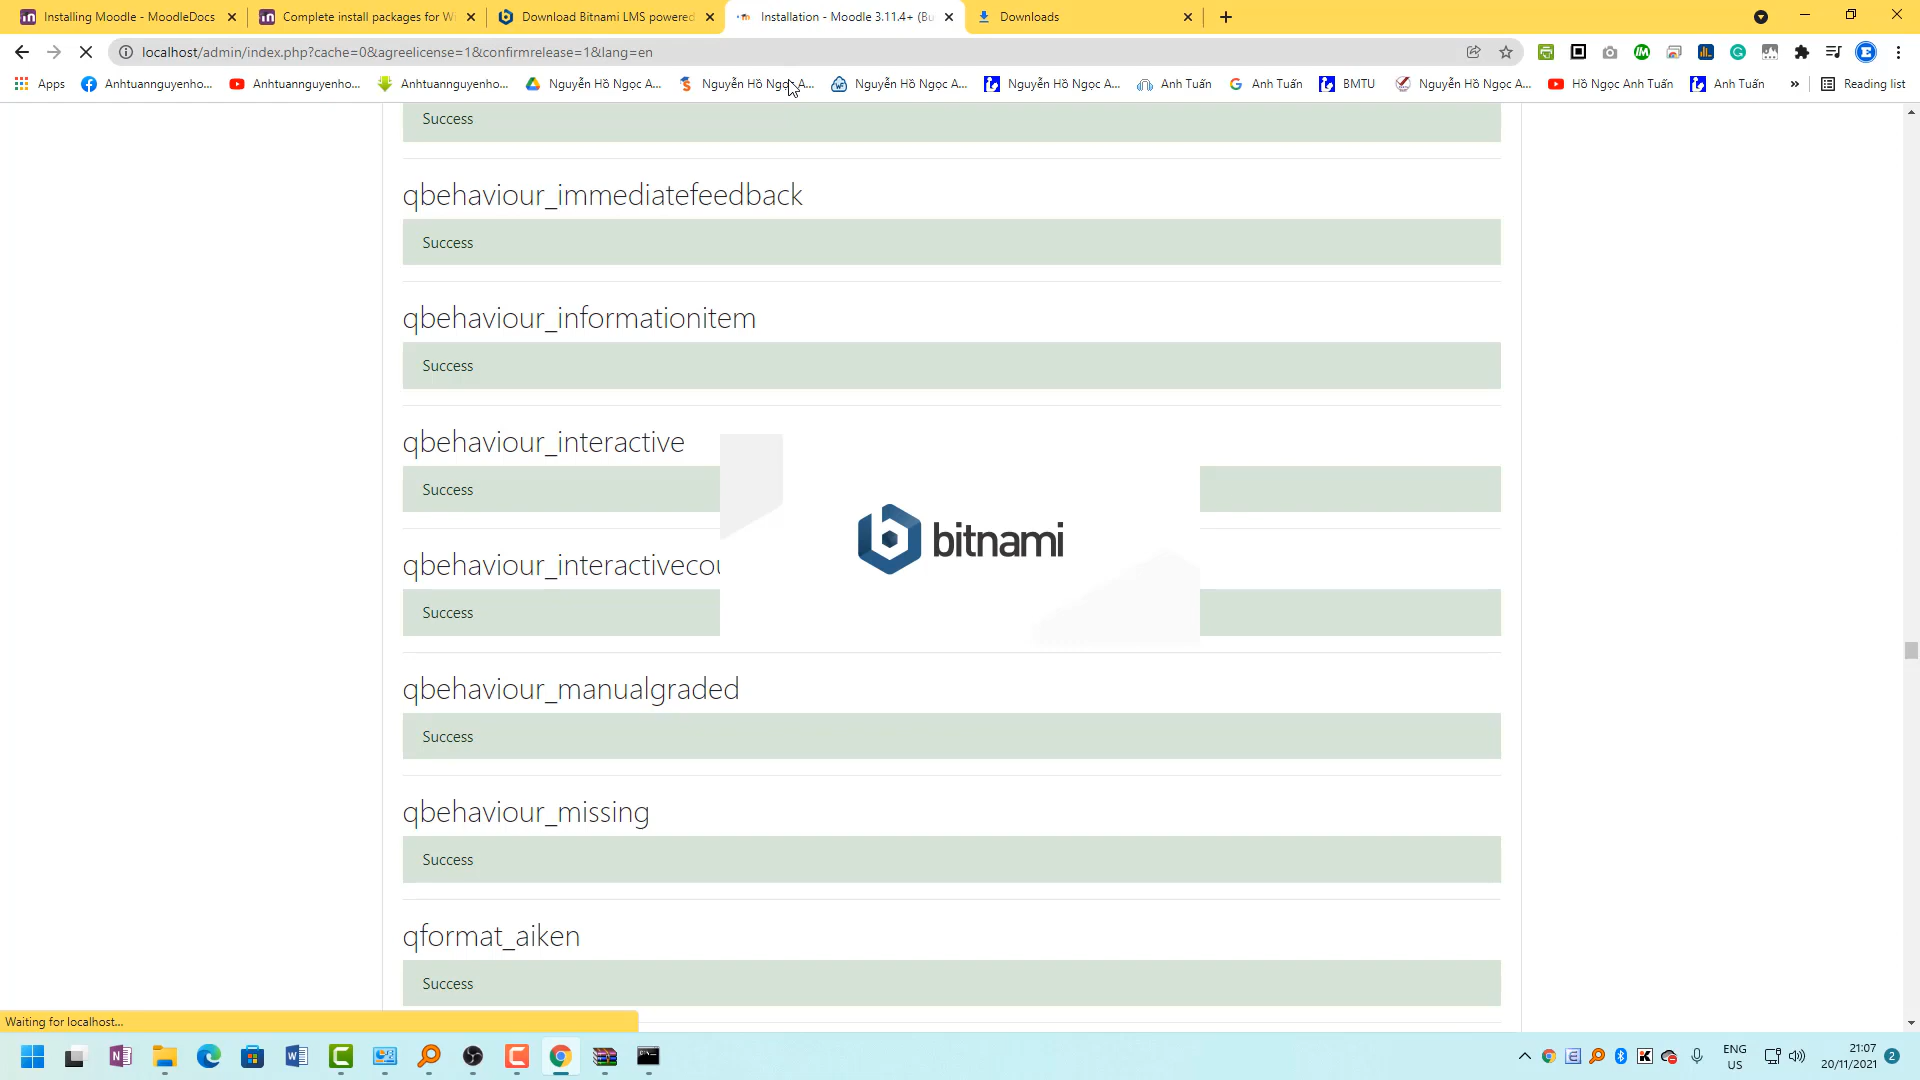 Installing Moodle - MoodleDocs
Complete install packages for Wi
Download Bitnami LMS powered
Installation - Moodle 3.11.4+ (Bu
Downloads
localhost/admin/index.php?cache=0&agreelicense=1&confirmrelease=1&lang=en
Apps
Anhtuannguyenho...
Anhtuannguyenho...
Anhtuannguyenho...
Nguyễn Hồ Ngọc A...
Nguyễn Hồ Ngọc A...
Nguyễn Hồ Ngọc A...
Nguyễn Hồ Ngọc A...
Anh Tuấn
Anh Tuấn
BMTU
Nguyễn Hồ Ngọc A...
Hồ Ngọc Anh Tuấn
Anh Tuấn
»
Reading list
Success
qbehaviour_immediatefeedback
Success
qbehaviour_informationitem
Success
qbehaviour_interactive
Success
bitnami
qbehaviour_interactivecou
Success
qbehaviour_manualgraded
Success
qbehaviour_missing
Success
qformat_aiken
Success
Waiting for localhost...
ENG
US
21:07
20/11/2021
2